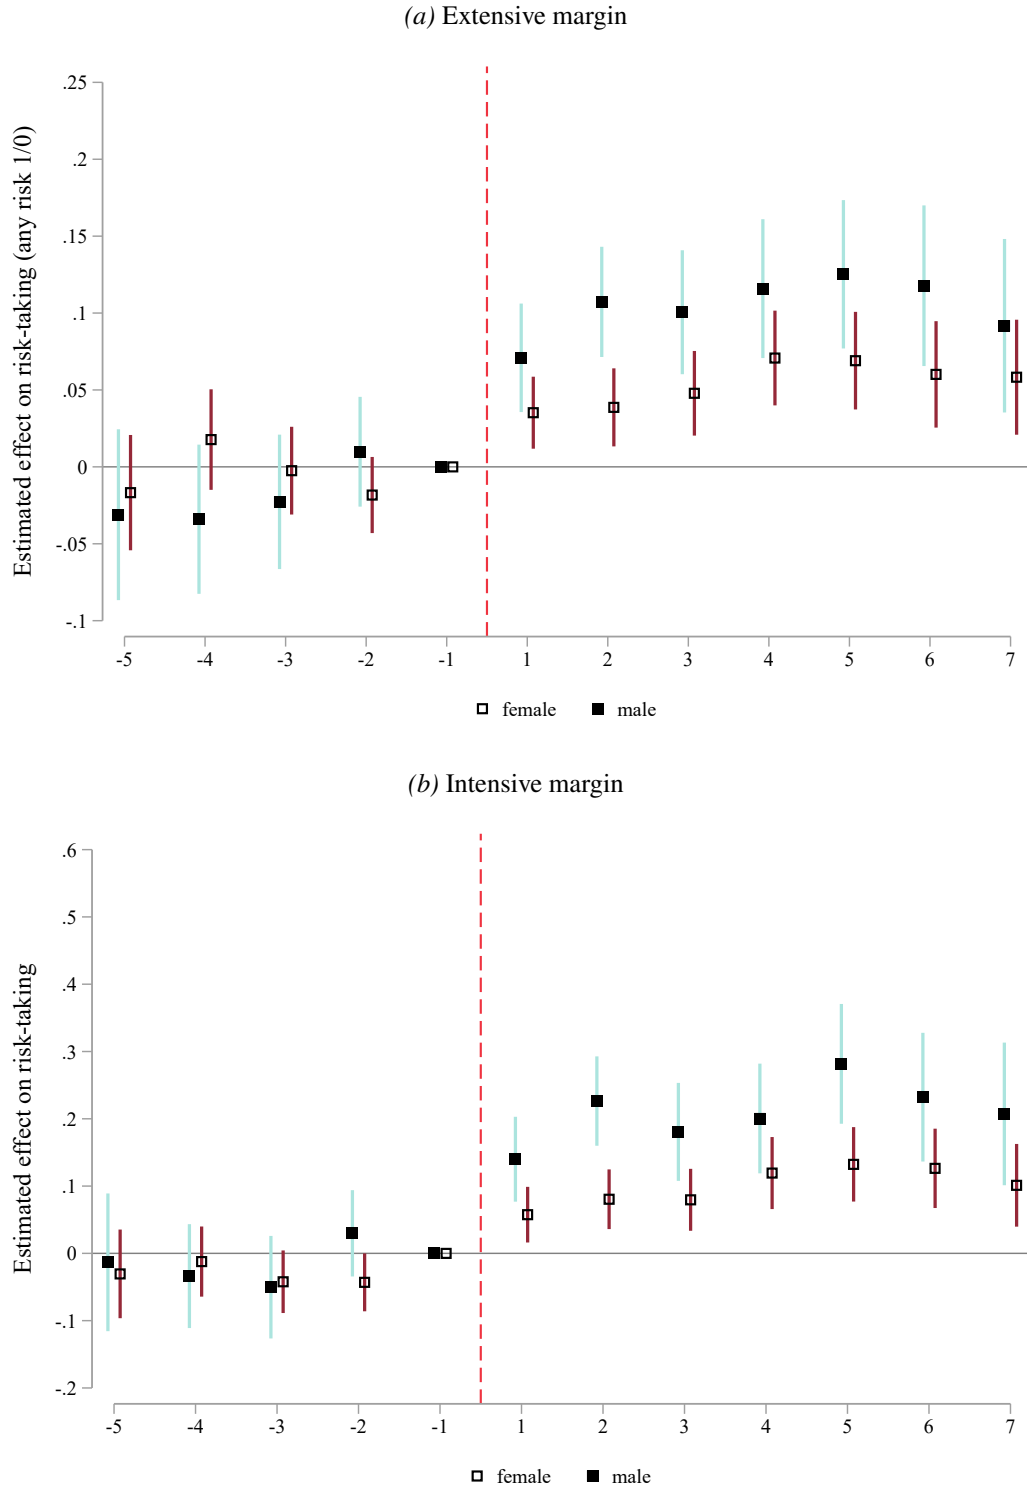 (a) Extensive margin
Estimated effect on risk-taking (any risk 1/0)
.25
.2
.15
.1
.05
0
-.05
-.1
-5 -4 -3 -2 -1 1 2 3 4 5 6 7
female male
(b) Intensive margin
Estimated effect on risk-taking
.6
.5
.4
.3
.2
.1
0
-.1
-.2
-5 -4 -3 -2 -1 1 2 3 4 5 6 7
female male